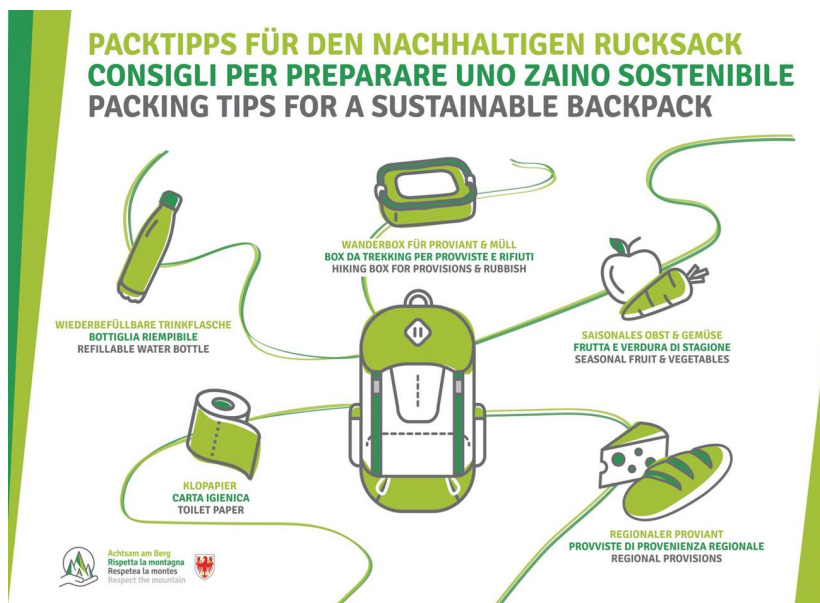 PACKTIPPS FÜR DEN NACHHALTIGEN RUCKSACK
CONSIGLI PER PREPARARE UNO ZAINO SOSTENIBILE
PACKING TIPS FOR A SUSTAINABLE BACKPACK
WANDERBOX FÜR PROVIANT & MÜLL
BOX DA TREKKING PER PROVVISTE E RIFIUTI
HIKING BOX FOR PROVISIONS & RUBBISH
WIEDERBEFÜLLBARE TRINKFLASCHE
BOTTIGLIA RIEMPIBILE
REFILLABLE WATER BOTTLE
SAISONALES OBST & GEMÜSE
FRUTTA E VERDURA DI STAGIONE
SEASONAL FRUIT & VEGETABLES
KLOPAPIER
CARTA IGIENICA
TOILET PAPER
REGIONALER PROVIANT
PROVVISTE DI PROVENIENZA REGIONALE
REGIONAL PROVISIONS
Achtsam am Berg
Rispetta la montagna
Respetea la montes
Respect the mountain